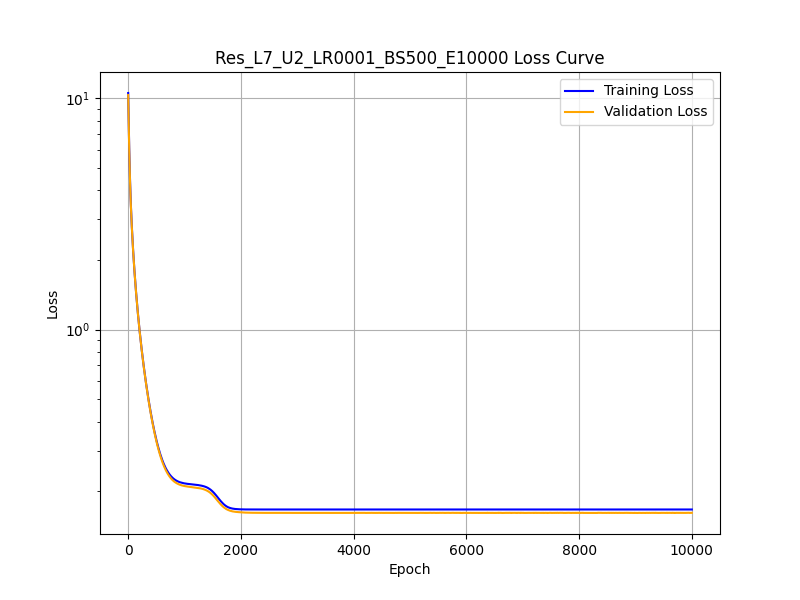 Res_L7_U2_LR0001_BS500_E10000 Loss Curve
Training Loss
Validation Loss
10¹
10⁰
Loss
0
2000
4000
6000
8000
10000
Epoch